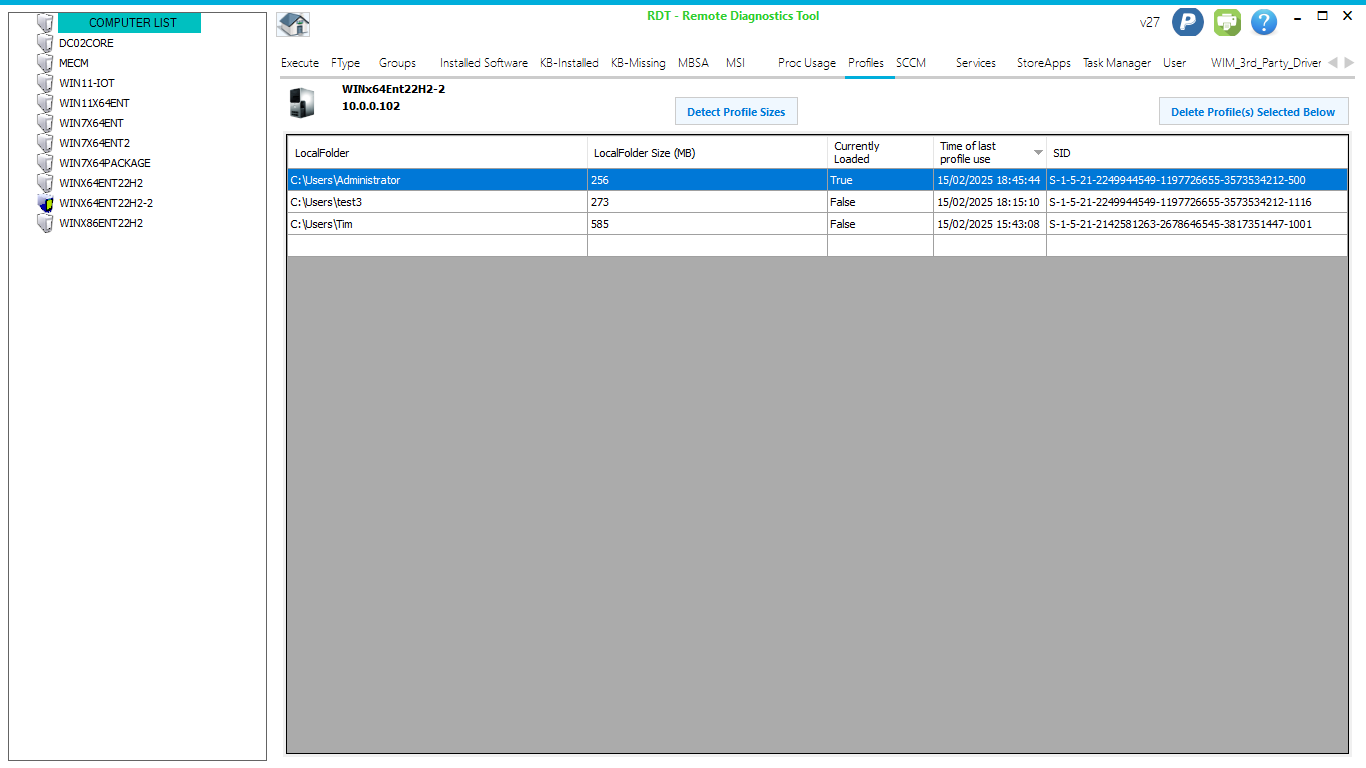 COMPUTER LIST
DC02CORE
MECM
WIN11-IOT
WIN11X64ENT
WIN7X64ENT
WIN7X64ENT2
WIN7X64PACKAGE
WINX64ENT22H2
WINX64ENT22H2-2
WINX86ENT22H2
RDT - Remote Diagnostics Tool
v27
Execute FType Groups Installed Software KB-Installed KB-Missing MBSA MSI Proc Usage Profiles SCCM Services StoreApps Task Manager User WIM_3rd_Party_Driver
WINx64Ent22H2-2
10.0.0.102
Detect Profile Sizes
Delete Profile(s) Selected Below
LocalFolder LocalFolder Size (MB) Currently Loaded Time of last profile use SID
C:\Users\Administrator 256 True 15/02/2025 18:45:44 S-1-5-21-2249944549-1197726655-3573534212-500
C:\Users\test3 273 False 15/02/2025 18:15:10 S-1-5-21-2249944549-1197726655-3573534212-1116
C:\Users\Tim 585 False 15/02/2025 15:43:08 S-1-5-21-2142581263-2678646545-3817351447-1001